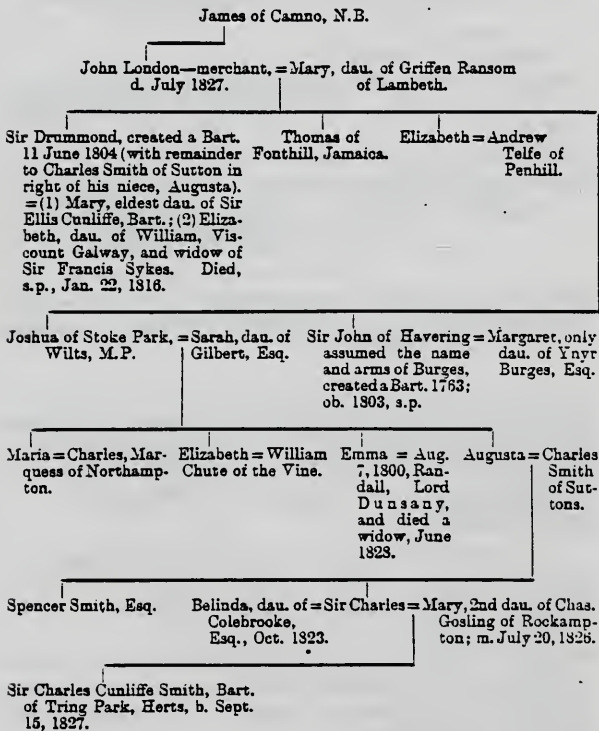 James of Camno, N.B.
John London—merchant, = Mary, dau. of Griffen Ransom
d. July 1827.
of Lambeth.
Sir Drummond, created a Bart.
11 June 1804 (with remainder
to Charles Smith of Sutton in
right of his niece, Augusta).
=(1) Mary, eldest dau. of Sir
Ellis Cunliffe, Bart.; (2) Eliza-
beth, dau. of William, Vis-
count Galway, and widow of
Sir Francis Sykes. Died,
s.p., Jan. 22, 1816.
Thomas of
Fonthill, Jamaica.
Elizabeth = Andrew
Telfe of
Penhill.
Joshua of Stoke Park, = Sarah, dau. of
Wilts, M.P.
Gilbert, Esq.
Sir John of Havering = Margaret, only
assumed the name
and arms of Burges,
created a Bart. 1763;
ob. 1803, s.p.
dau. of Ynyr
Burges, Esq.
Maria = Charles, Mar-
quess of Northamp-
ton.
Elizabeth = William
Chute of the Vine.
Emma = Aug.
7, 1800, Ran-
dall, Lord
Dunsany,
and died a
widow, June
1828.
Augusta = Charles
Smith
of Sut-
tons.
Spencer Smith, Esq.
Belinda, dau. of = Sir Charles = Mary, 2nd dau. of Chas.
Colebrooke,
Esq., Oct. 1823.
Gosling of Rockamp-
ton; m. July 20, 1826.
Sir Charles Cunliffe Smith, Bart.
of Tring Park, Herts, b. Sept.
15, 1827.